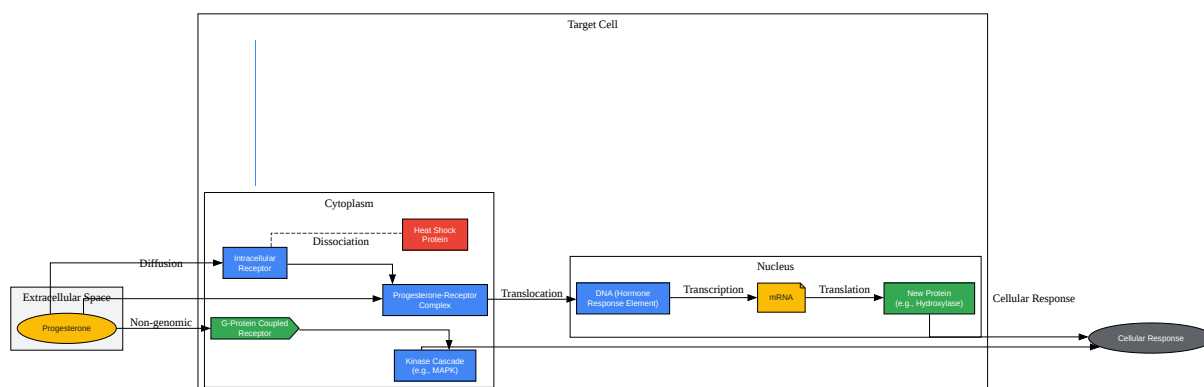 Target Cell
Cytoplasm
Heat Shock
Protein
Dissociation
Intracellular
Receptor
Diffusion
Extracellular Space
Progesterone
Non-genomic
G-Protein Coupled
Receptor
Progesterone-Receptor
Complex
Kinase Cascade
(e.g., MAPK)
Translocation
Nucleus
DNA (Hormone
Response Element)
Transcription
mRNA
Translation
New Protein
(e.g., Hydroxylase)
Cellular Response
Cellular Response